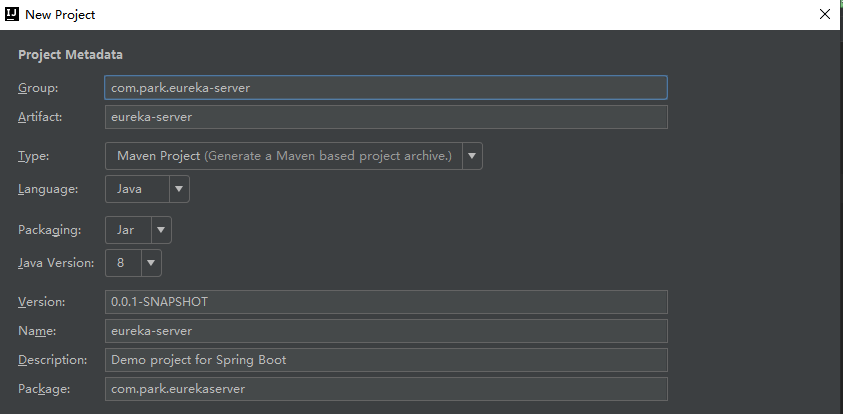 IJ New Project
Project Metadata
Group: com.park.eureka-server
Artifact: eureka-server
Type: Maven Project (Generate a Maven based project archive.)
Language: Java
Packaging: Jar
Java Version: 8
Version: 0.0.1-SNAPSHOT
Name: eureka-server
Description: Demo project for Spring Boot
Package: com.park.eurekaserver